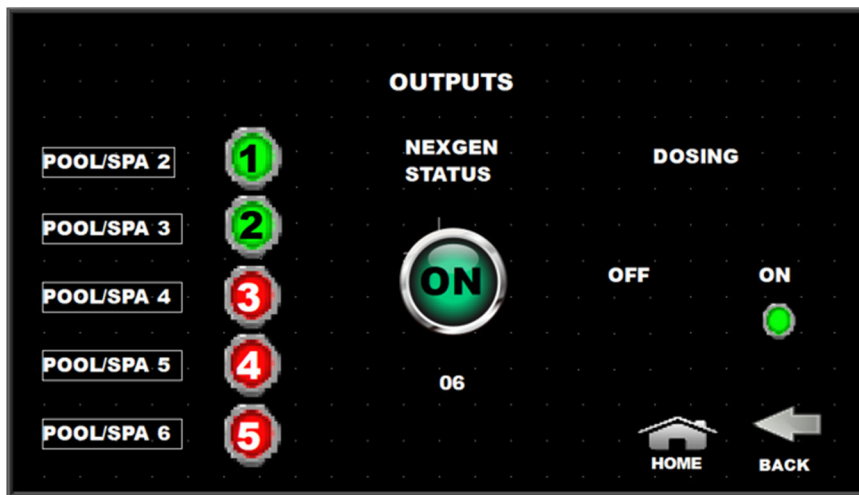 OUTPUTS
POOL/SPA 2
1
NEXGEN
STATUS
DOSING
POOL/SPA 3
2
POOL/SPA 4
3
ON
OFF
ON
POOL/SPA 5
4
06
POOL/SPA 6
5
HOME
BACK